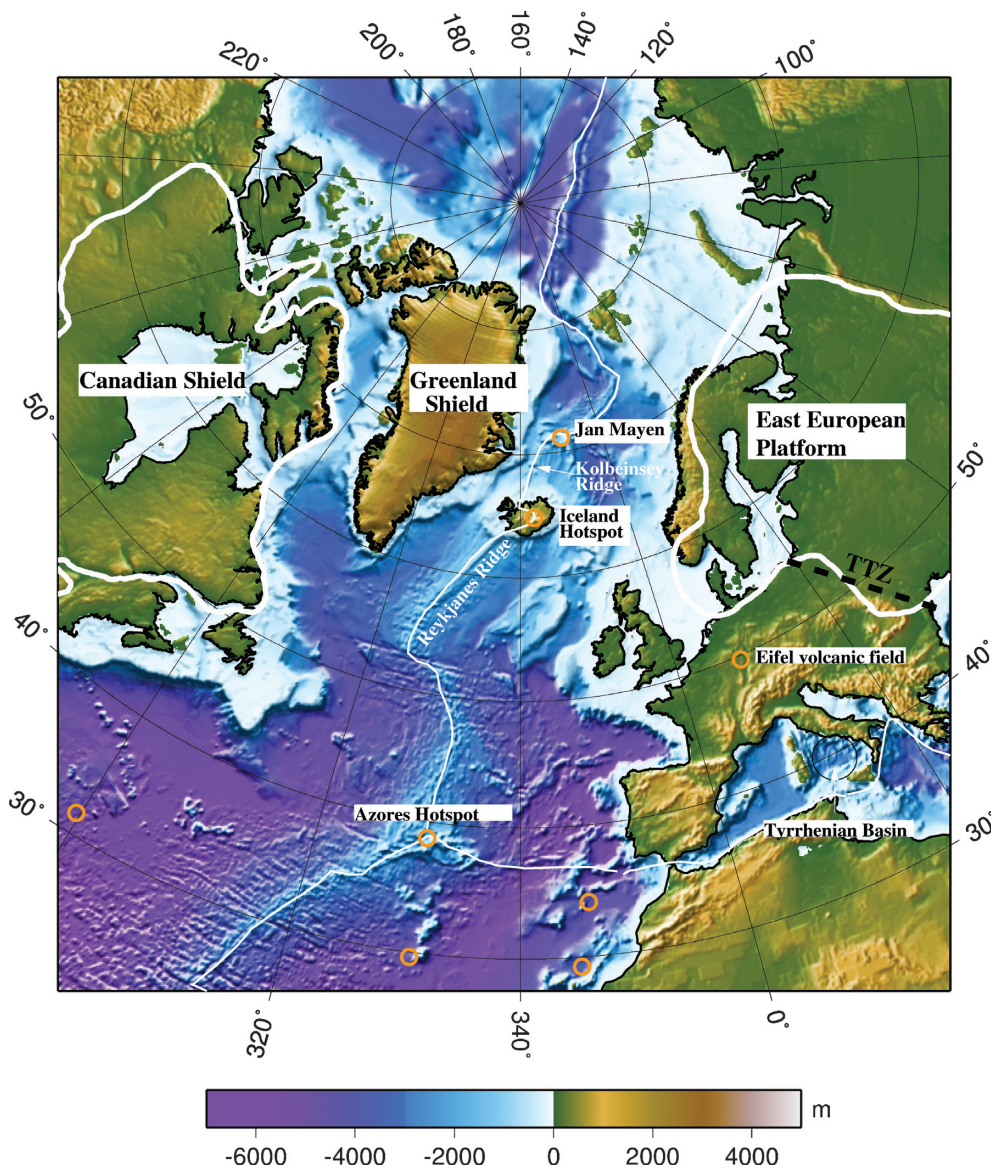 220°
200°
180°
160°
140°
120°
100°
50°
40°
30°
50°
40°
30°
320°
340°
0°
Canadian Shield
Greenland
Shield
East European
Platform
Jan Mayen
Kolbeinsey
Ridge
Iceland
Hotspot
Reykjanes Ridge
TTZ
Eifel volcanic field
Azores Hotspot
Tyrrhenian Basin
-6000 -4000 -2000 0 2000 4000
m